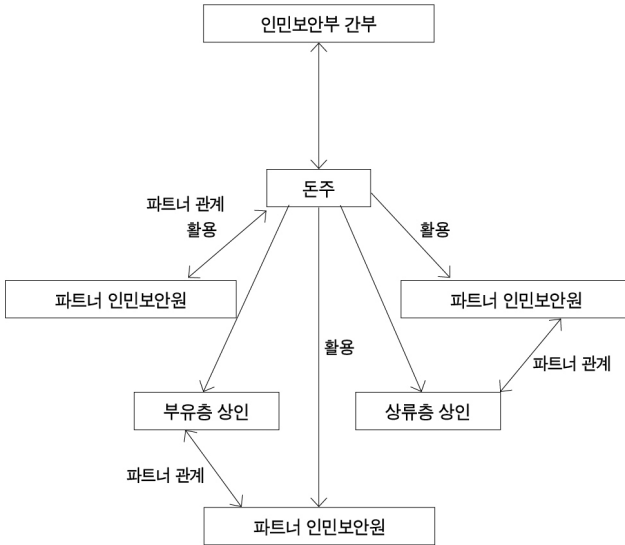 인민보안부 간부
돈주
파트너 관계
활용
활용
파트너 인민보안원
파트너 인민보안원
활용
파트너 관계
부유층 상인
상류층 상인
파트너 관계
파트너 인민보안원